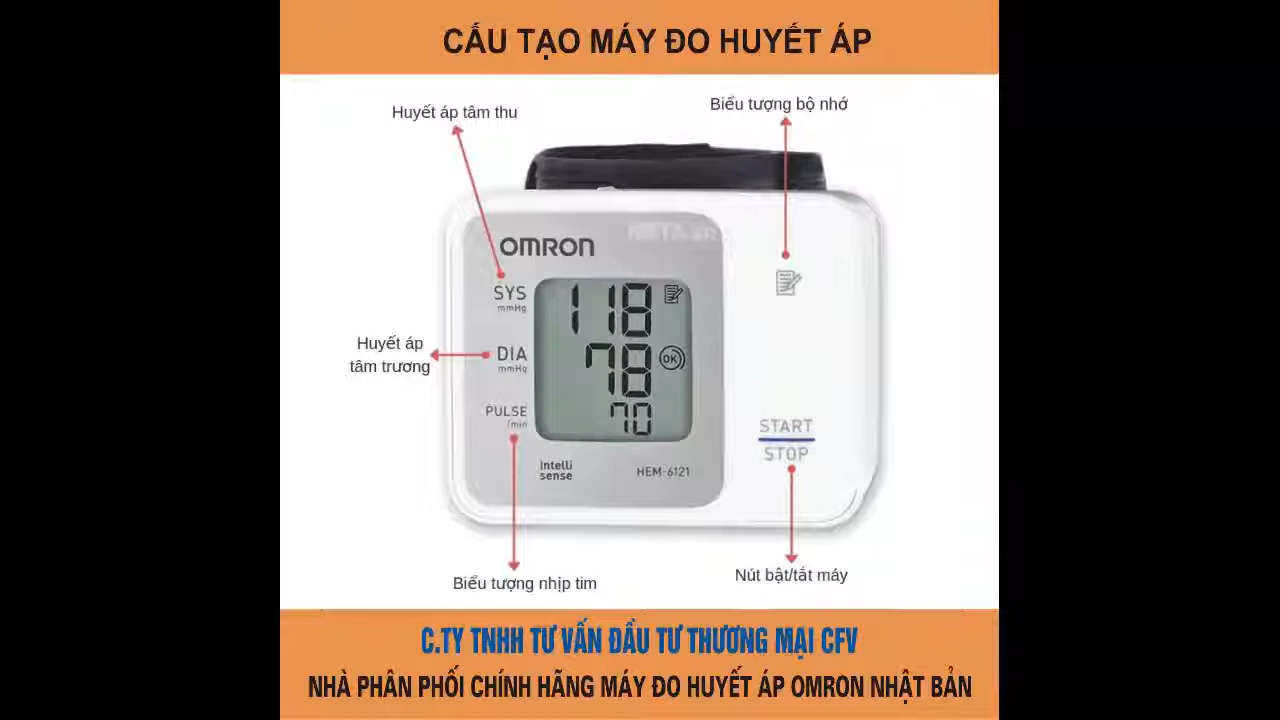 CẤU TẠO MÁY ĐO HUYẾT ÁP
Huyết áp tâm thu
Biểu tượng bộ nhớ
OMRON
SYS
mmHg
118
Huyết áp
tâm trương
DIA
mmHg
78
OK
PULSE
/min
70
START
STOP
intelli
sense
HEM-6121
Biểu tượng nhịp tim
Nút bật/tắt máy
C.TY TNHH TƯ VẤN ĐẦU TƯ THƯƠNG MẠI CFV
NHÀ PHÂN PHỐI CHÍNH HÃNG MÁY ĐO HUYẾT ÁP OMRON NHẬT BẢN